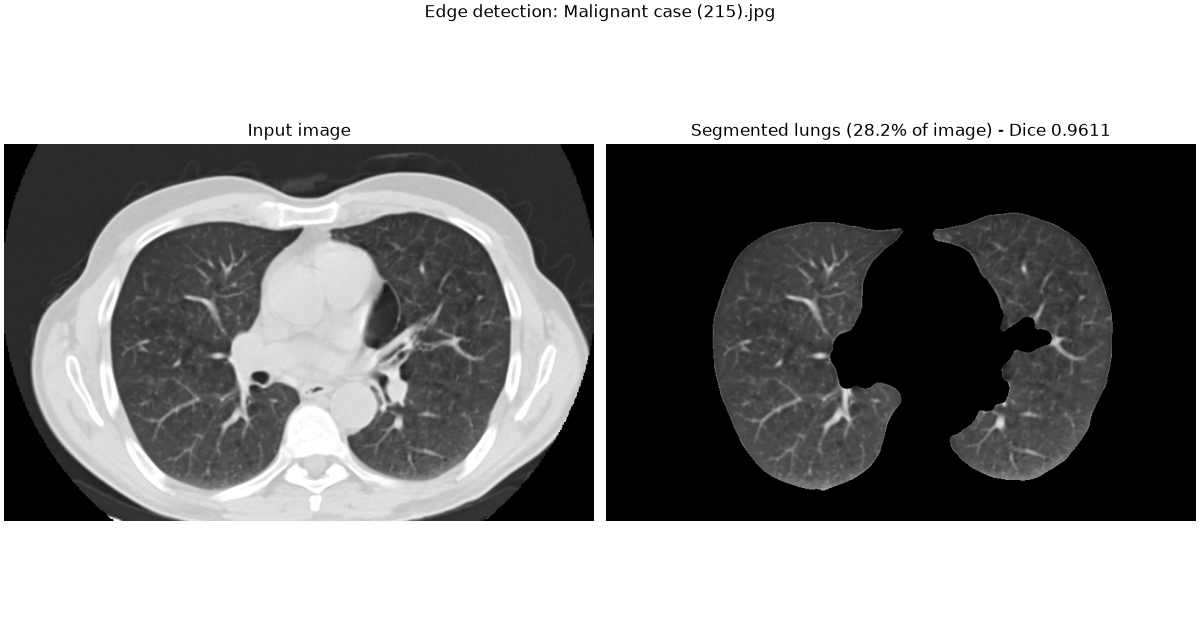 Edge detection: Malignant case (215).jpg
Input image
Segmented lungs (28.2% of image) - Dice 0.9611